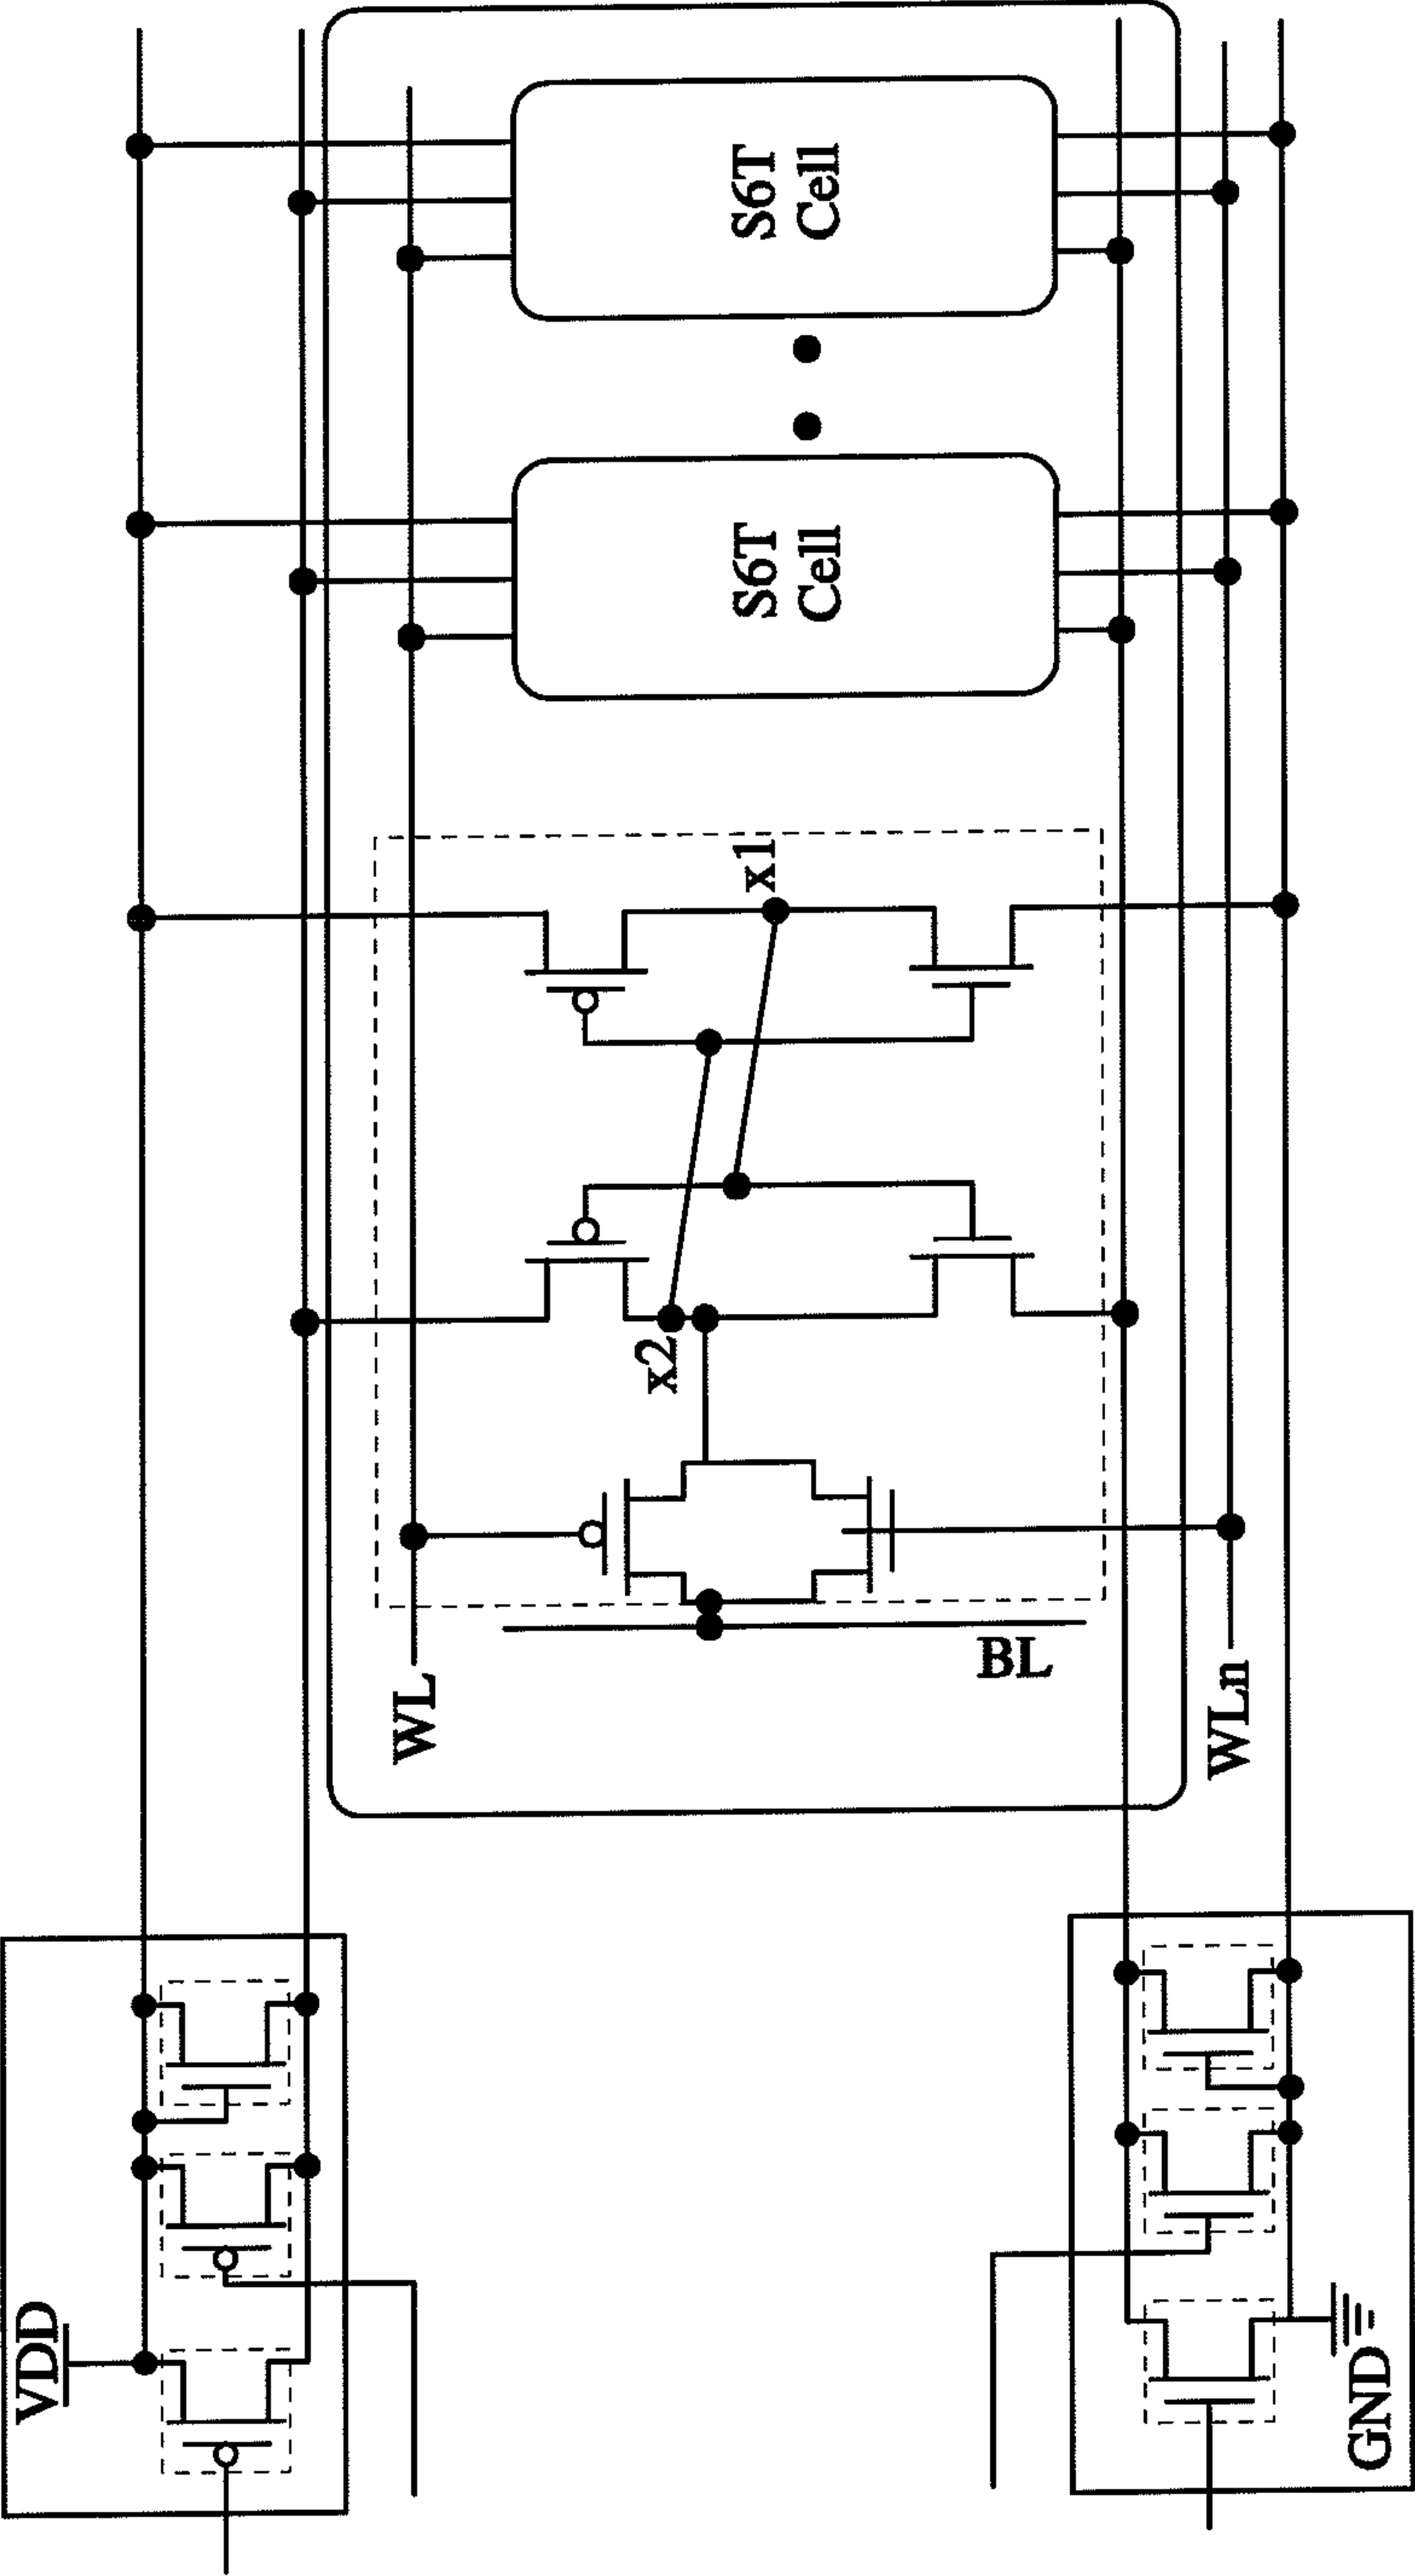 VDD
WL
BL
x2
x1
S6T
Cell
S6T
Cell
WLn
GND